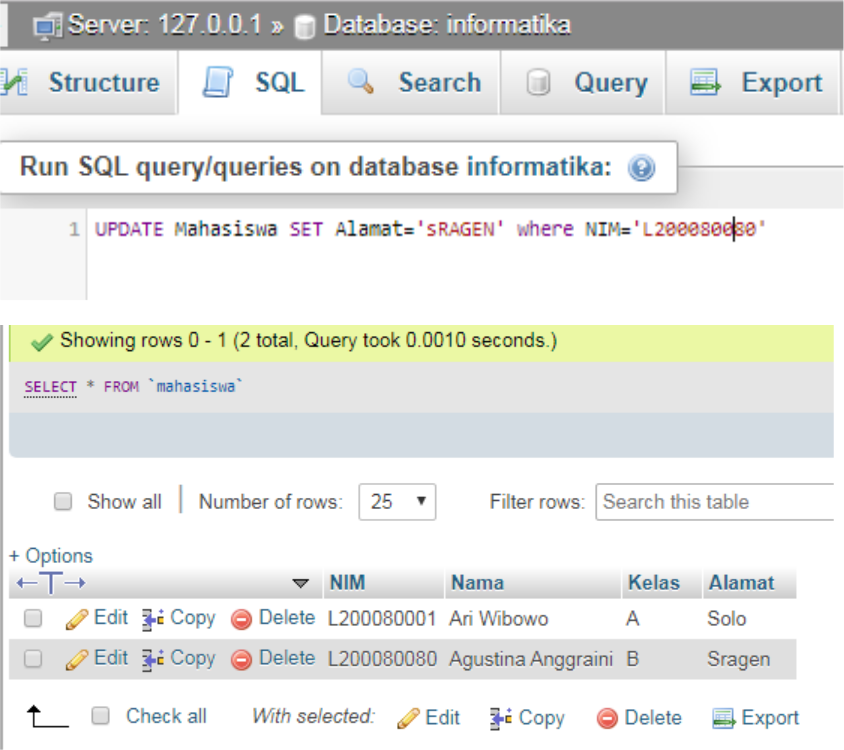 Server: 127.0.0.1 » Database: informatika
Structure SQL Search Query Export
Run SQL query/queries on database informatika:
1 UPDATE Mahasiswa SET Alamat='sRAGEN' where NIM='L200080080'
Showing rows 0 - 1 (2 total, Query took 0.0010 seconds.)
SELECT * FROM `mahasiswa`
Show all | Number of rows: 25 ▼ Filter rows: Search this table
+ Options
←T→ ▼ NIM Nama Kelas Alamat
Edit Copy Delete L200080001 Ari Wibowo A Solo
Edit Copy Delete L200080080 Agustina Anggraini B Sragen
Check all With selected: Edit Copy Delete Export